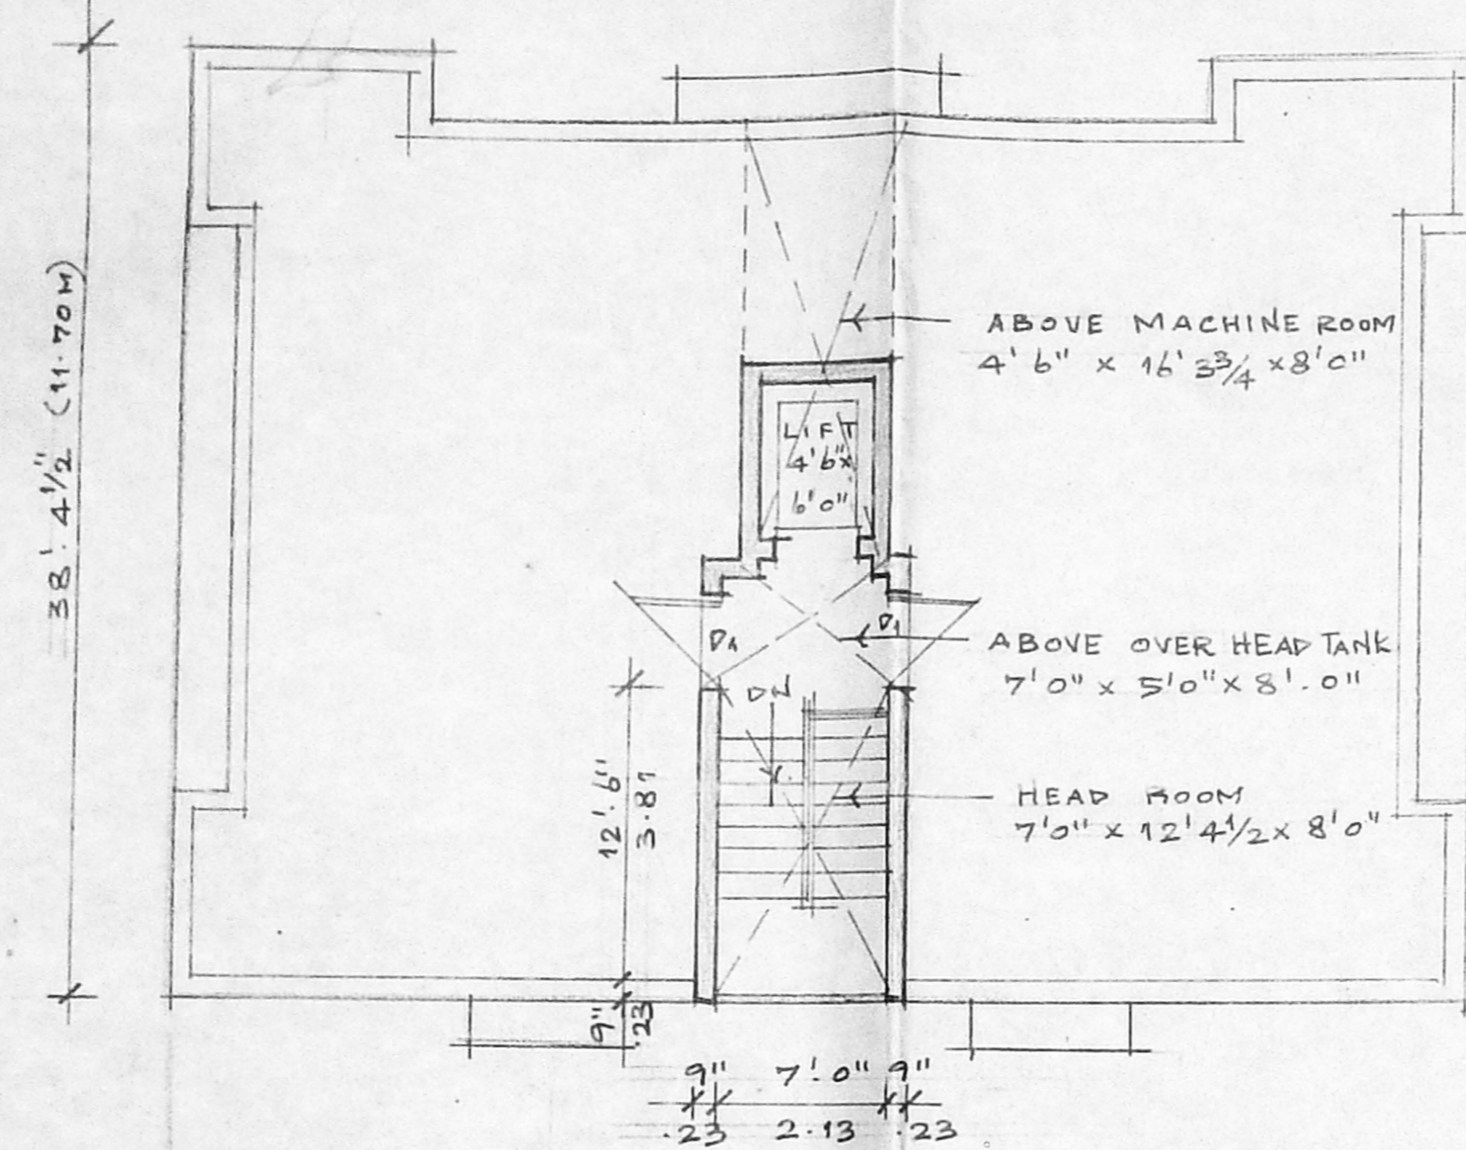 38'.4½" (11.70M)
ABOVE MACHINE ROOM
4'6" x 16'3¾ x 8'0"
LIFT
4'6"x
6'0"
D1
D1
ABOVE OVER HEAD TANK
7'0" x 5'0" x 8'.0"
DN
12'.6"
3.81
HEAD ROOM
7'0" x 12'4½ x 8'0"
9"
.23
9" 7'.0" 9"
.23 2.13 .23